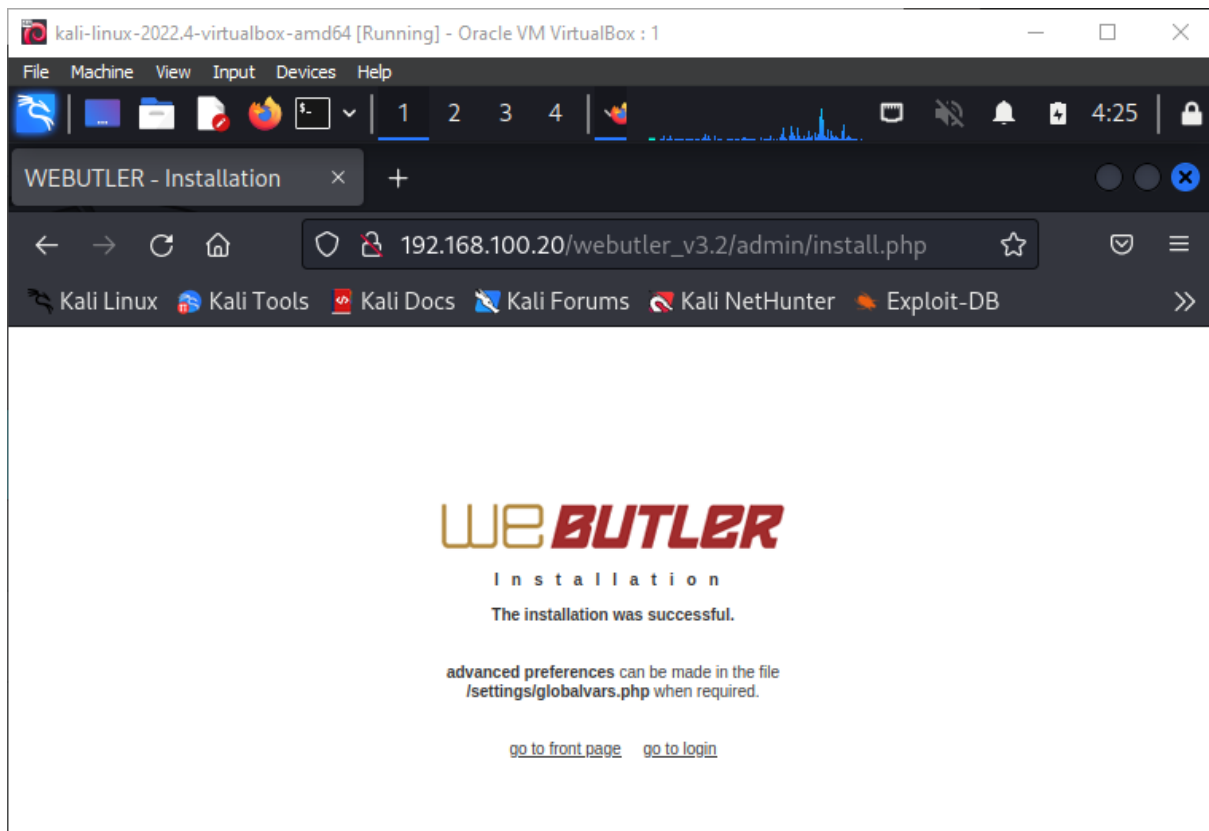 kali-linux-2022.4-virtualbox-amd64 [Running] - Oracle VM VirtualBox : 1
File Machine View Input Devices Help
1 2 3 4 4:25
WEBUTLER - Installation
192.168.100.20/webutler_v3.2/admin/install.php
Kali Linux Kali Tools Kali Docs Kali Forums Kali NetHunter Exploit-DB
WEBUTLER
Installation
The installation was successful.
advanced preferences can be made in the file
/settings/globalvars.php when required.
go to front page go to login